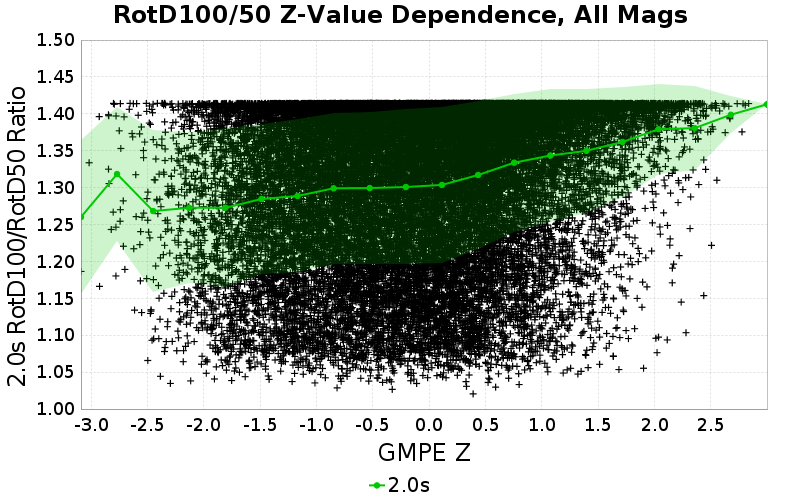 RotD100/50 Z-Value Dependence, All Mags
2.0s RotD100/RotD50 Ratio
1.50
1.45
1.40
1.35
1.30
1.25
1.20
1.15
1.10
1.05
1.00
-3.0 -2.5 -2.0 -1.5 -1.0 -0.5 0.0 0.5 1.0 1.5 2.0 2.5
GMPE Z
2.0s